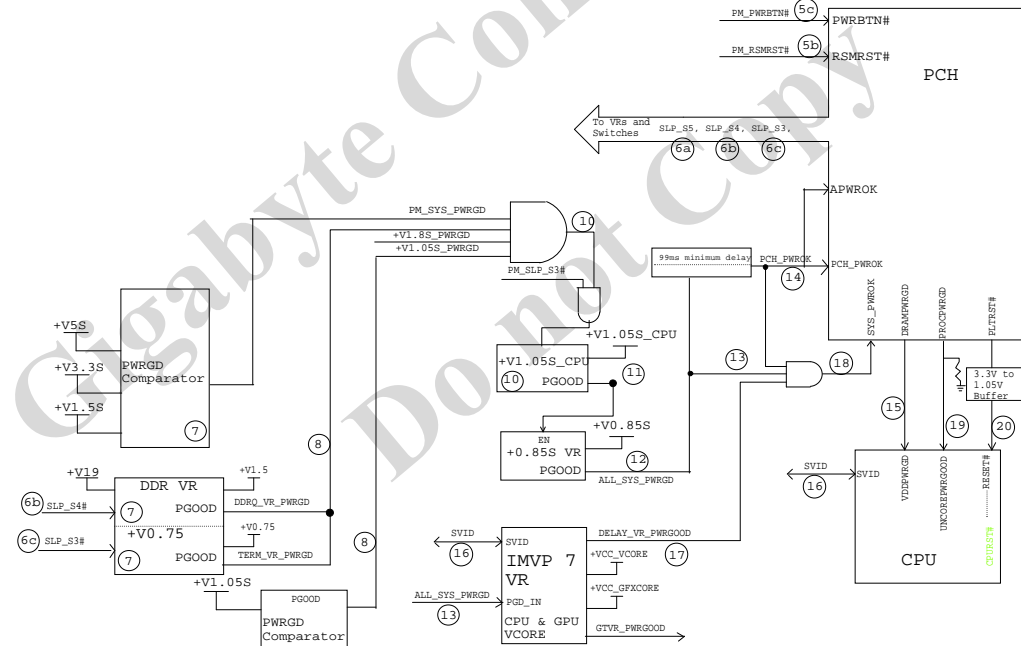 Gigabyte Con
Do not Copy
PM_PWRBTN#
5c
PWRBTN#
PM_RSMRST#
5b
RSMRST#
PCH
To VRs and
Switches
SLP_S5, SLP_S4, SLP_S3,
6a
6b
6c
APWROK
PM_SYS_PWRGD
+V1.8S_PWRGD
+V1.05S_PWRGD
10
PM_SLP_S3#
99ms minimum delay
PCH_PWROK
14
PCH_PWROK
SYS_PWROK
DRAMPWRGD
PROCPWRGD
PLTRST#
+V5S
+V3.3S
+V1.5S
PWRGD
Comparator
7
+V1.05S_CPU
+V1.05S_CPU
10
PGOOD
11
13
18
3.3V to
1.05V
Buffer
15
19
20
+V0.85S
EN
+0.85S VR
PGOOD
12
ALL_SYS_PWRGD
8
+V19
DDR VR
+V1.5
6b
SLP_S4#
7
PGOOD
DDRQ_VR_PWRGD
+V0.75
+V0.75
6c
SLP_S3#
7
PGOOD
TERM_VR_PWRGD
8
SVID
16
SVID
VDDPWRGD
UNCOREPWRGOOD
RESET#
CPURST#
CPU
SVID
16
SVID
IMVP 7
VR
DELAY_VR_PWRGOOD
17
+VCC_VCORE
+VCC_GFXCORE
ALL_SYS_PWRGD
13
PGD_IN
CPU & GPU
VCORE
GTVR_PWRGOOD
+V1.05S
PGOOD
PWRGD
Comparator